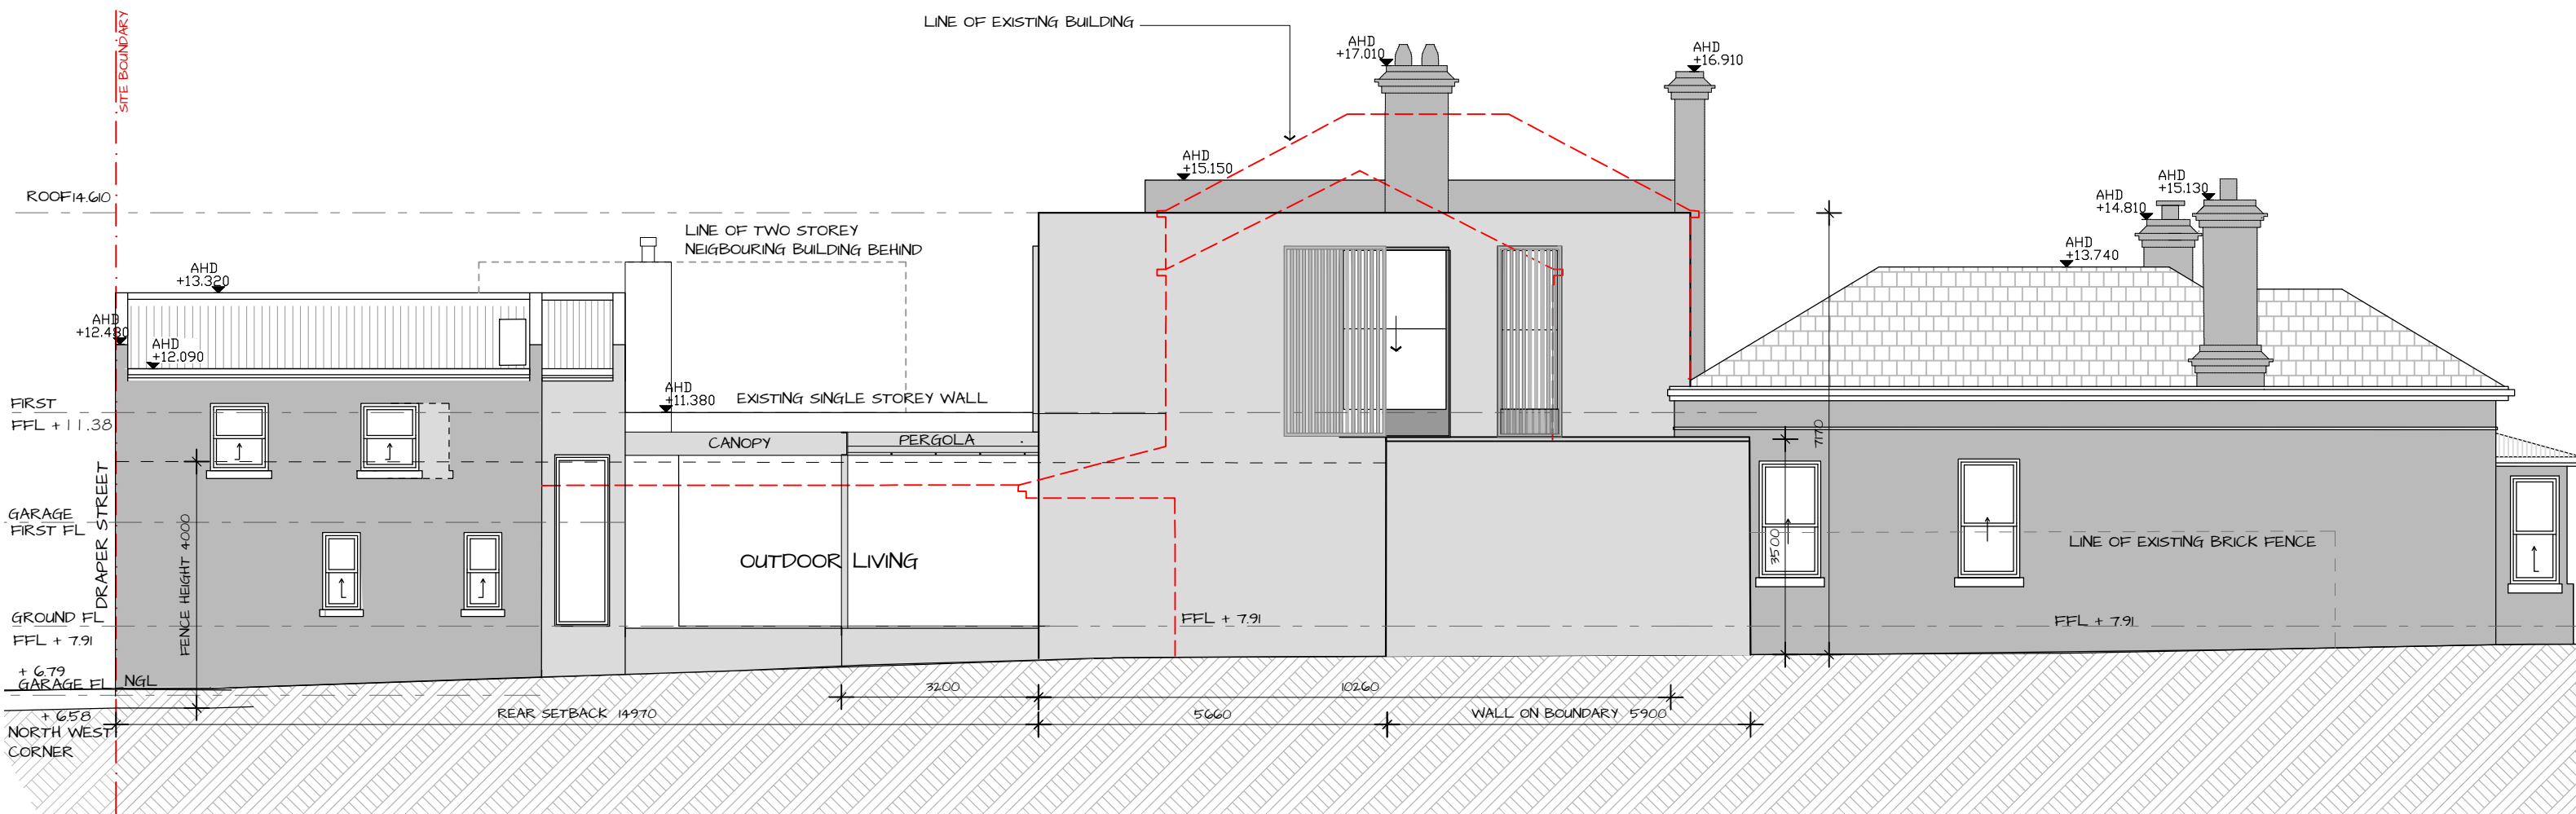 LINE OF EXISTING BUILDING
SITE BOUNDARY
AHD
+17.010
AHD
+16.910
AHD
+15.150
AHD
+15.130
AHD
+14.810
ROOF 14.610
LINE OF TWO STOREY
NEIGBOURING BUILDING BEHIND
AHD
+13.740
AHD
+13.320
AHD
+12.480
AHD
+12.090
AHD
+11.380
EXISTING SINGLE STOREY WALL
FIRST
FFL + 11.38
CANOPY
PERGOLA
7170
DRAPER STREET
GARAGE
FIRST FL
FENCE HEIGHT 4000
OUTDOOR LIVING
3500
LINE OF EXISTING BRICK FENCE
GROUND FL
FFL + 7.91
FFL + 7.91
FFL + 7.91
+ 6.79
GARAGE FL
NGL
3200
10260
+ 6.58
NORTH WEST
CORNER
REAR SETBACK 14970
5660
WALL ON BOUNDARY 5900